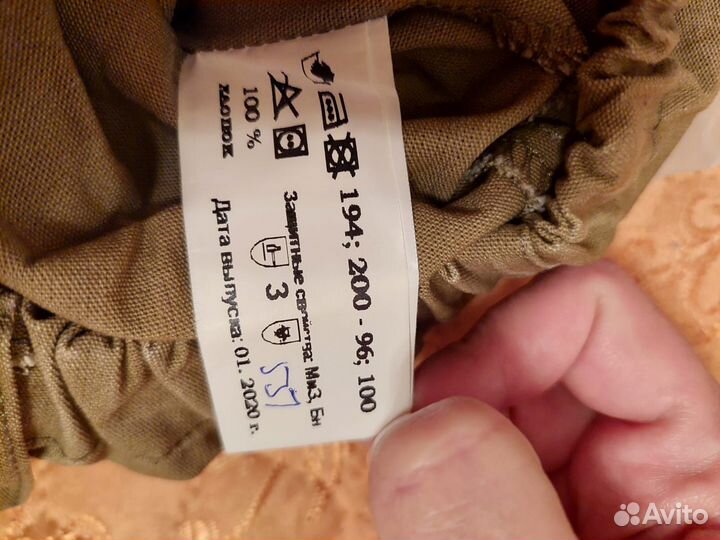 194; 200 - 96; 100
100 %
хлопок
Защитные свойства: Ми3, Бн
3
557
Дата выпуска: 01. 2020 г.
Avito